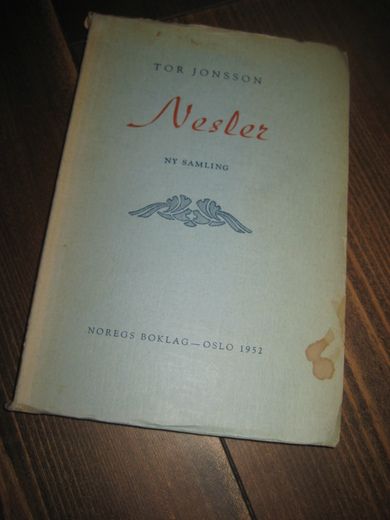 TOR JONSSON
Nesler
NY SAMLING
NOREGS BOKLAG—OSLO 1952